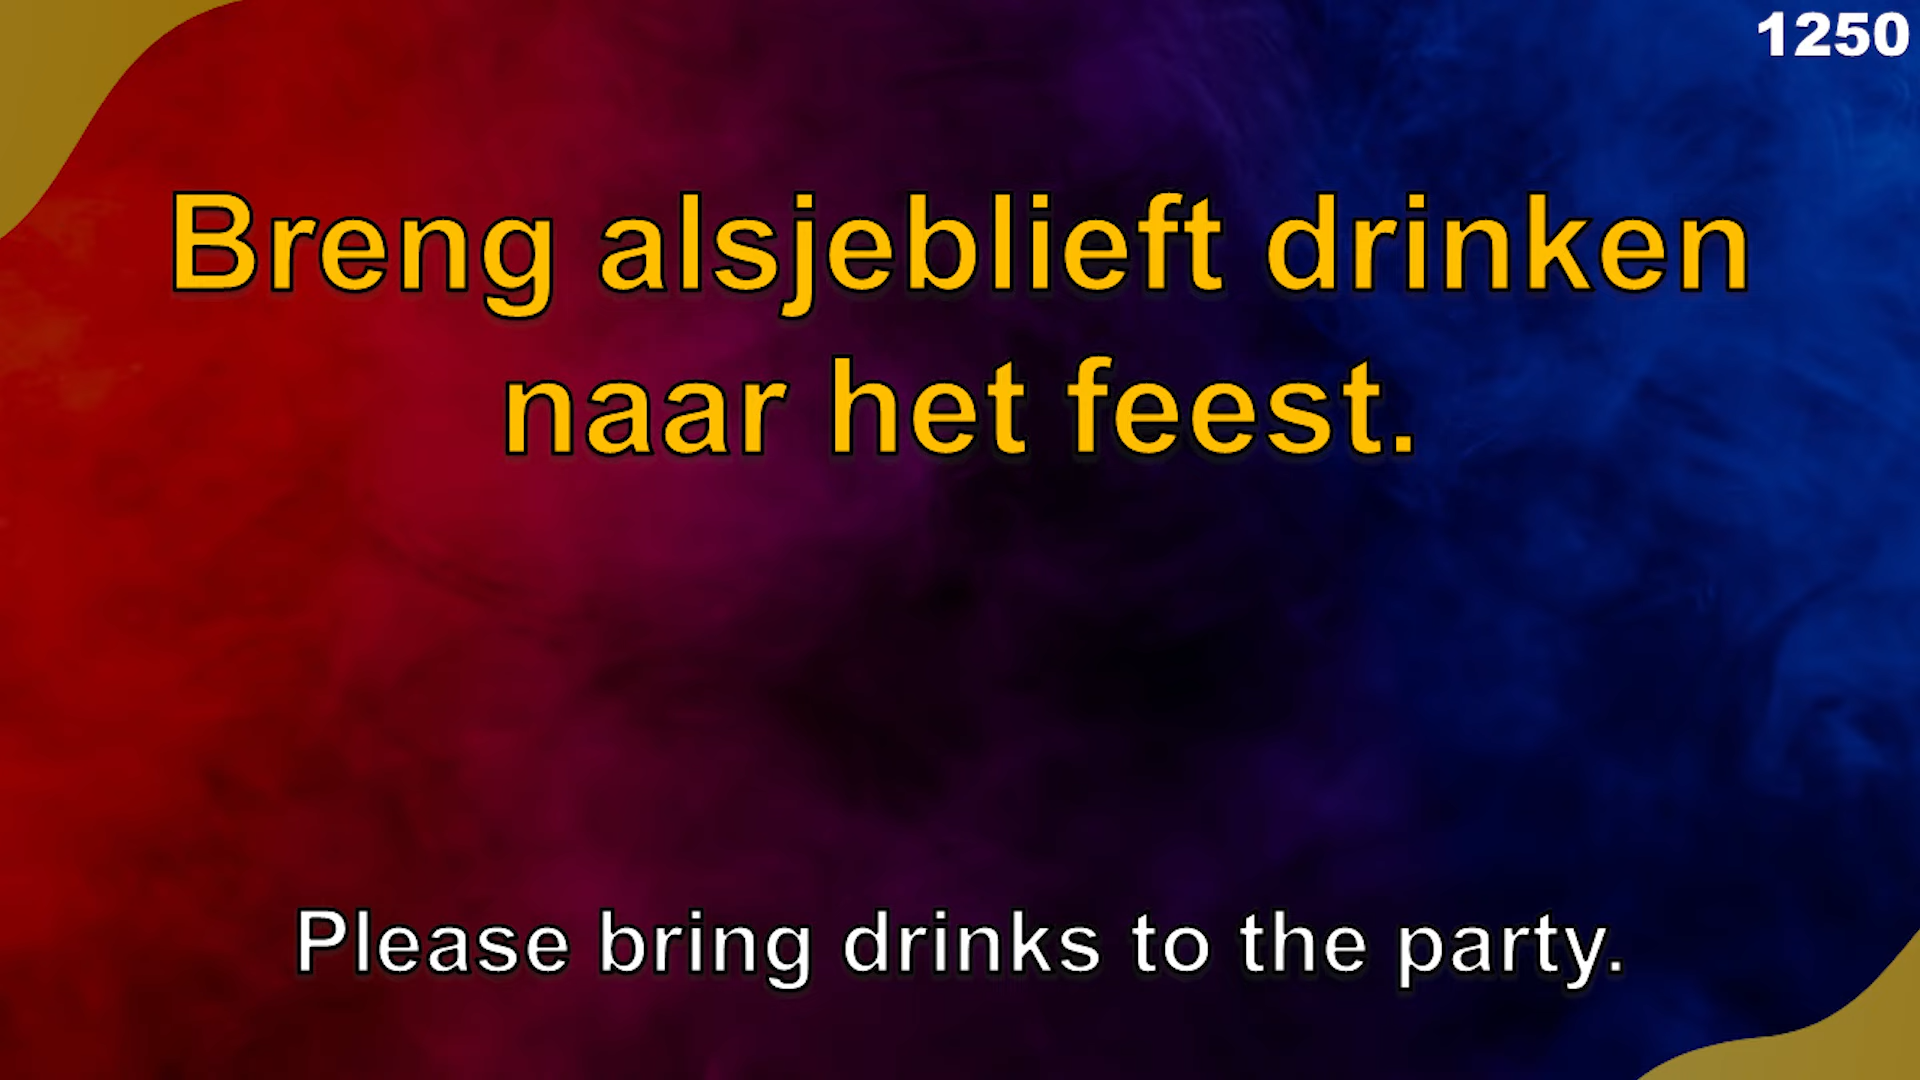 1250
Breng alsjeblieft drinken
naar het feest.
Please bring drinks to the party.